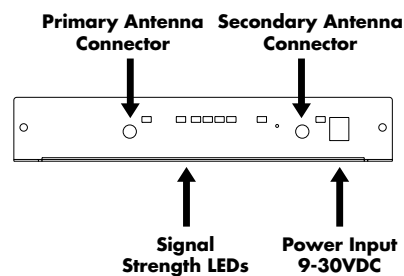 Primary Antenna
Connector
Secondary Antenna
Connector
Signal
Strength LEDs
Power Input
9-30VDC